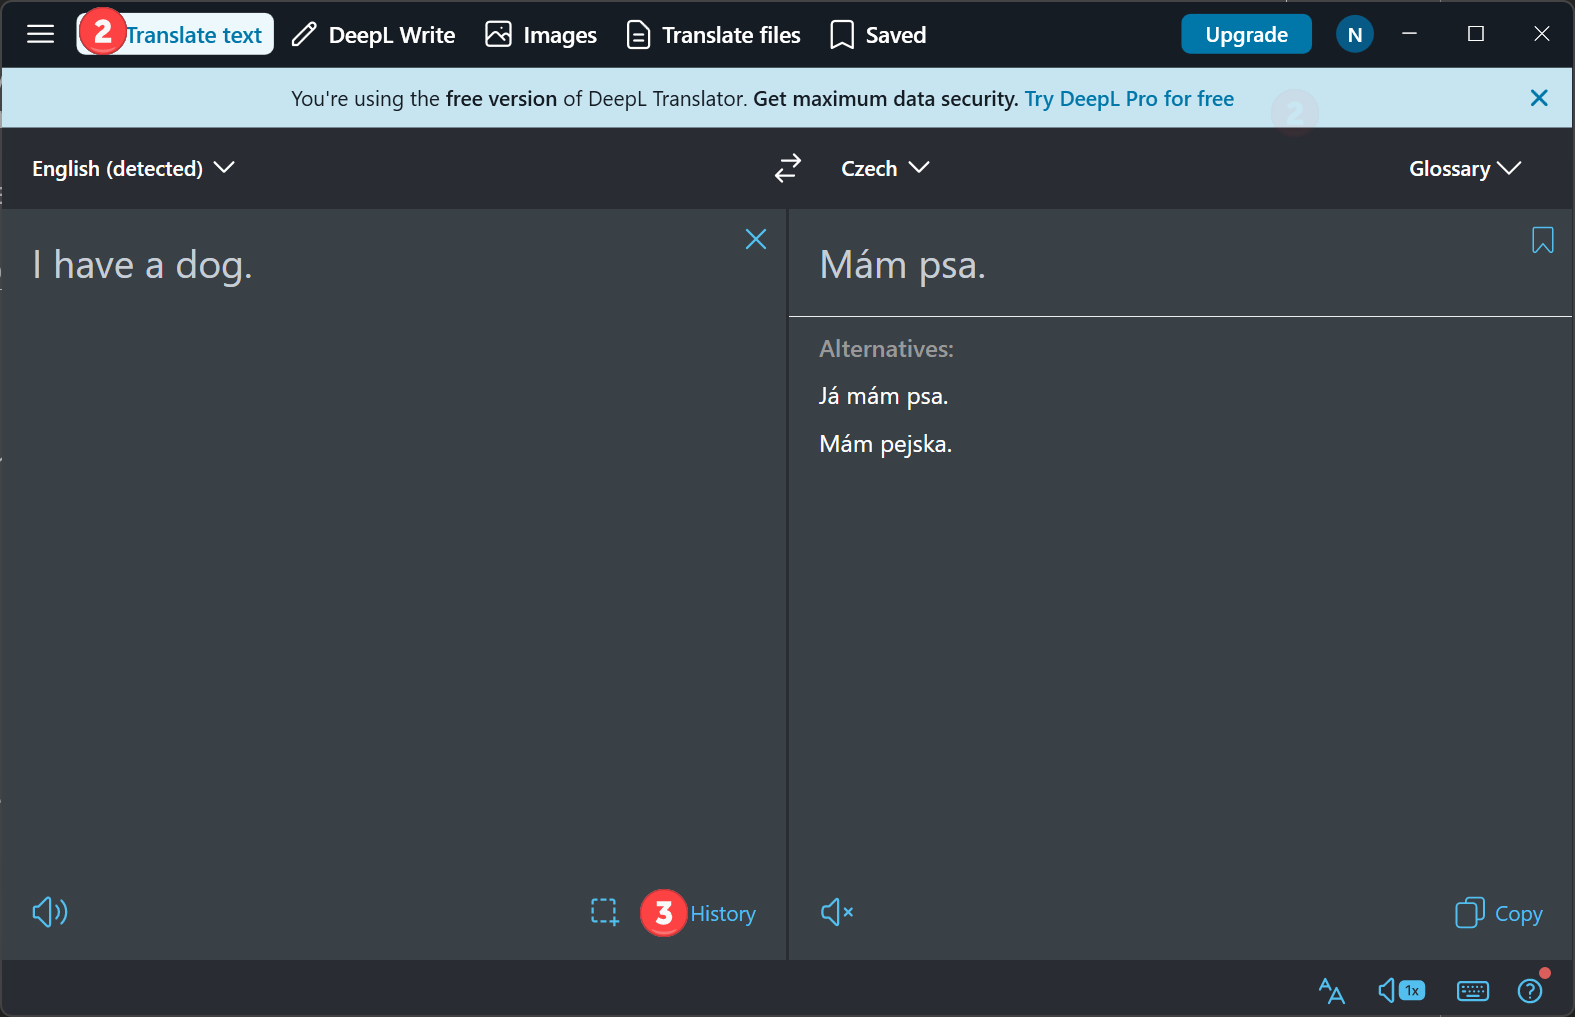 2 Translate text DeepL Write Images Translate files Saved Upgrade N
You're using the free version of DeepL Translator. Get maximum data security. Try DeepL Pro for free
2
English (detected) Czech Glossary
I have a dog.
Mám psa.
Alternatives:
Já mám psa.
Mám pejska.
3 History Copy
1x